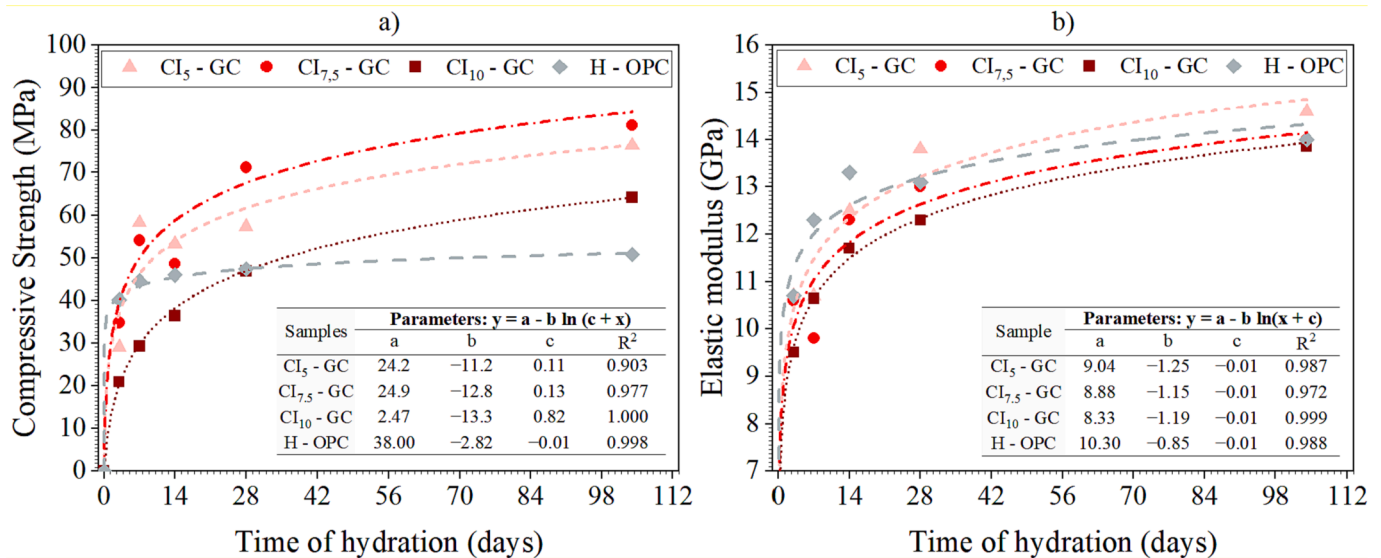 a)
CI5 - GC CI7,5 - GC CI10 - GC H - OPC
Compressive Strength (MPa)
100
90
80
70
60
50
40
30
20
10
0
Samples Parameters: y = a - b ln (c + x)
a b c R²
CI5 - GC 24.2 −11.2 0.11 0.903
CI7.5 - GC 24.9 −12.8 0.13 0.977
CI10 - GC 2.47 −13.3 0.82 1.000
H - OPC 38.00 −2.82 −0.01 0.998
0 14 28 42 56 70 84 98 112
Time of hydration (days)
b)
CI5 - GC CI7,5 - GC CI10 - GC H - OPC
Elastic modulus (GPa)
16
15
14
13
12
11
10
9
8
7
Sample Parameters: y = a - b ln(x + c)
a b c R²
CI5 - GC 9.04 −1.25 −0.01 0.987
CI7.5 - GC 8.88 −1.15 −0.01 0.972
CI10 - GC 8.33 −1.19 −0.01 0.999
H - OPC 10.30 −0.85 −0.01 0.988
0 14 28 42 56 70 84 98 112
Time of hydration (days)